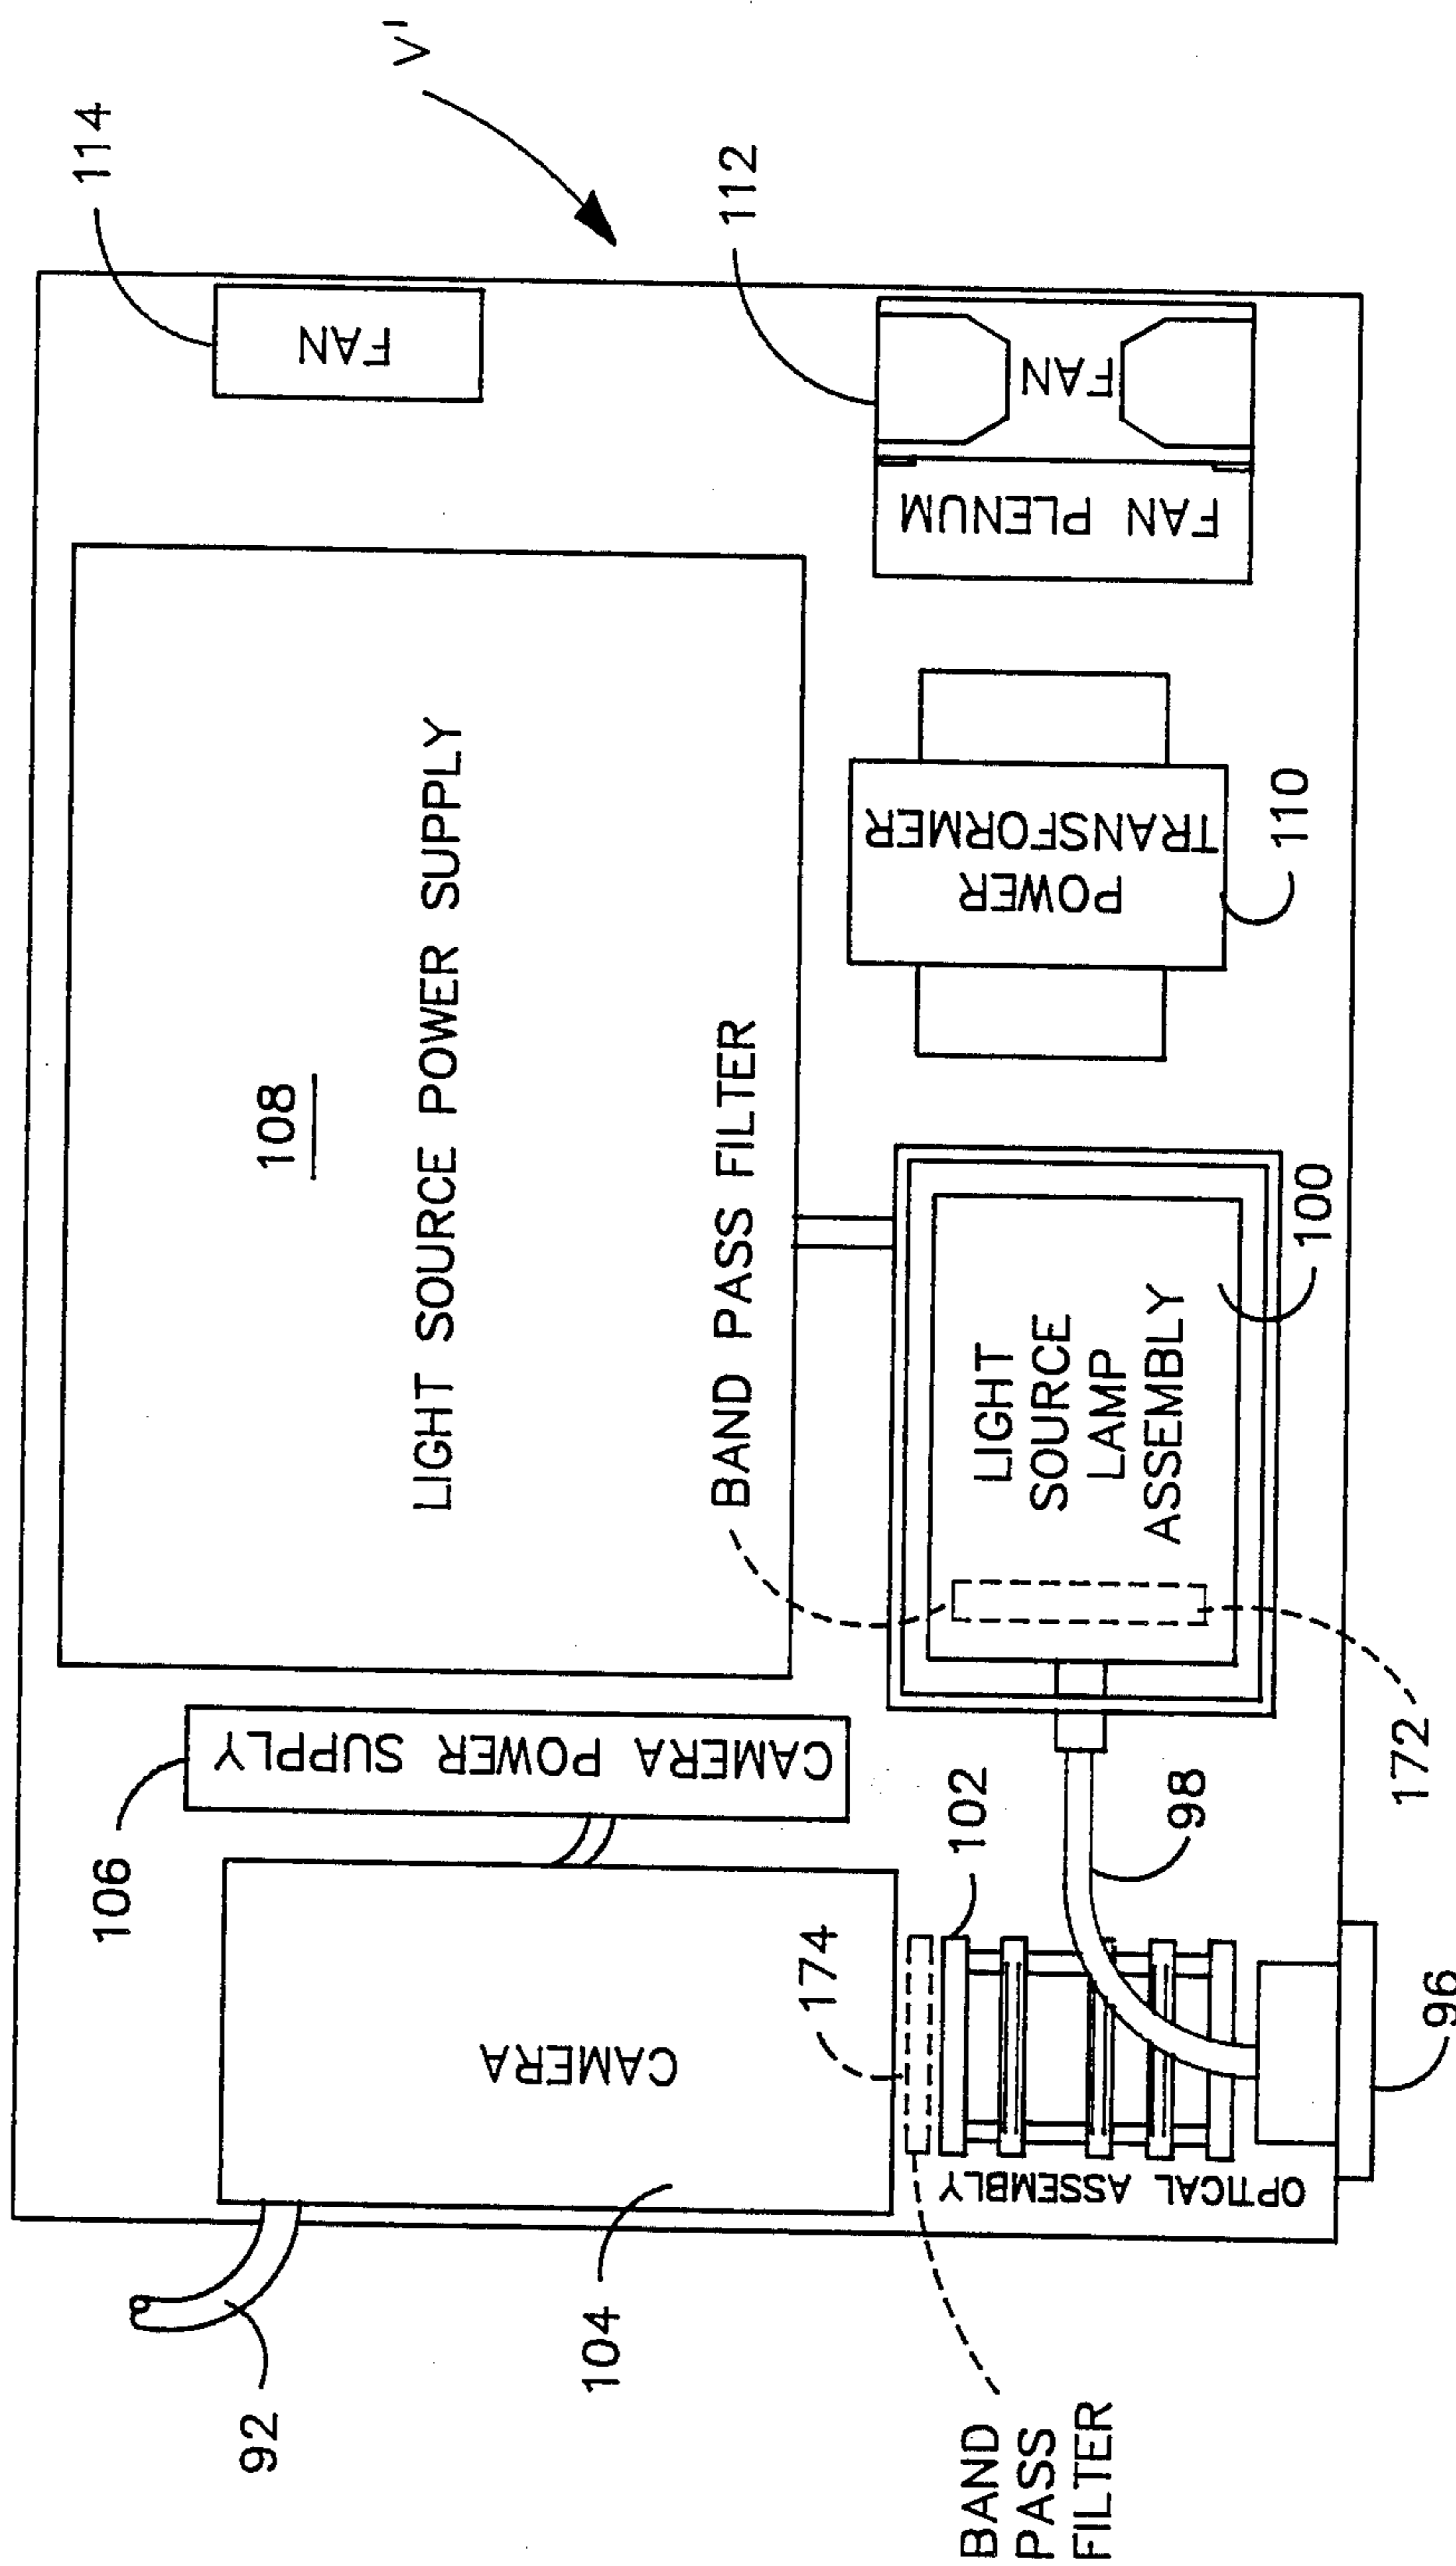 114
V'
FAN
112
FAN
FAN PLENUM
108
LIGHT SOURCE POWER SUPPLY
POWER
TRANSFORMER
110
BAND PASS FILTER
LIGHT
SOURCE
LAMP
ASSEMBLY
100
172
106
CAMERA POWER SUPPLY
102
98
174
CAMERA
104
OPTICAL ASSEMBLY
96
92
BAND
PASS
FILTER